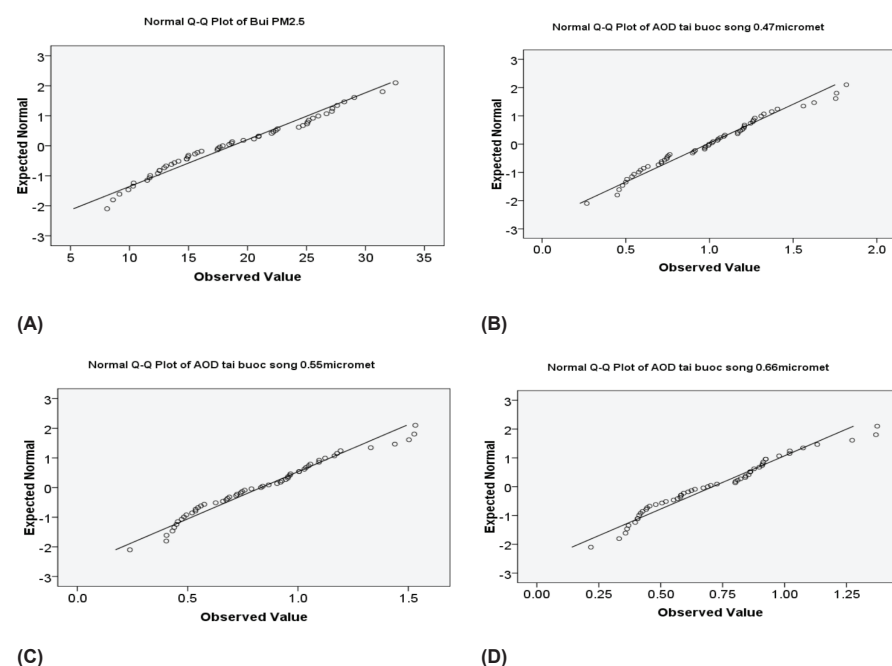 Normal Q-Q Plot of Bui PM2.5
Expected Normal
3
2
1
0
-1
-2
-3
5 10 15 20 25 30 35
Observed Value
(A)
Normal Q-Q Plot of AOD tai buoc song 0.47micromet
Expected Normal
3
2
1
0
-1
-2
-3
0.0 0.5 1.0 1.5 2.0
Observed Value
(B)
Normal Q-Q Plot of AOD tai buoc song 0.55micromet
Expected Normal
3
2
1
0
-1
-2
-3
0.0 0.5 1.0 1.5
Observed Value
(C)
Normal Q-Q Plot of AOD tai buoc song 0.66micromet
Expected Normal
3
2
1
0
-1
-2
-3
0.00 0.25 0.50 0.75 1.00 1.25
Observed Value
(D)